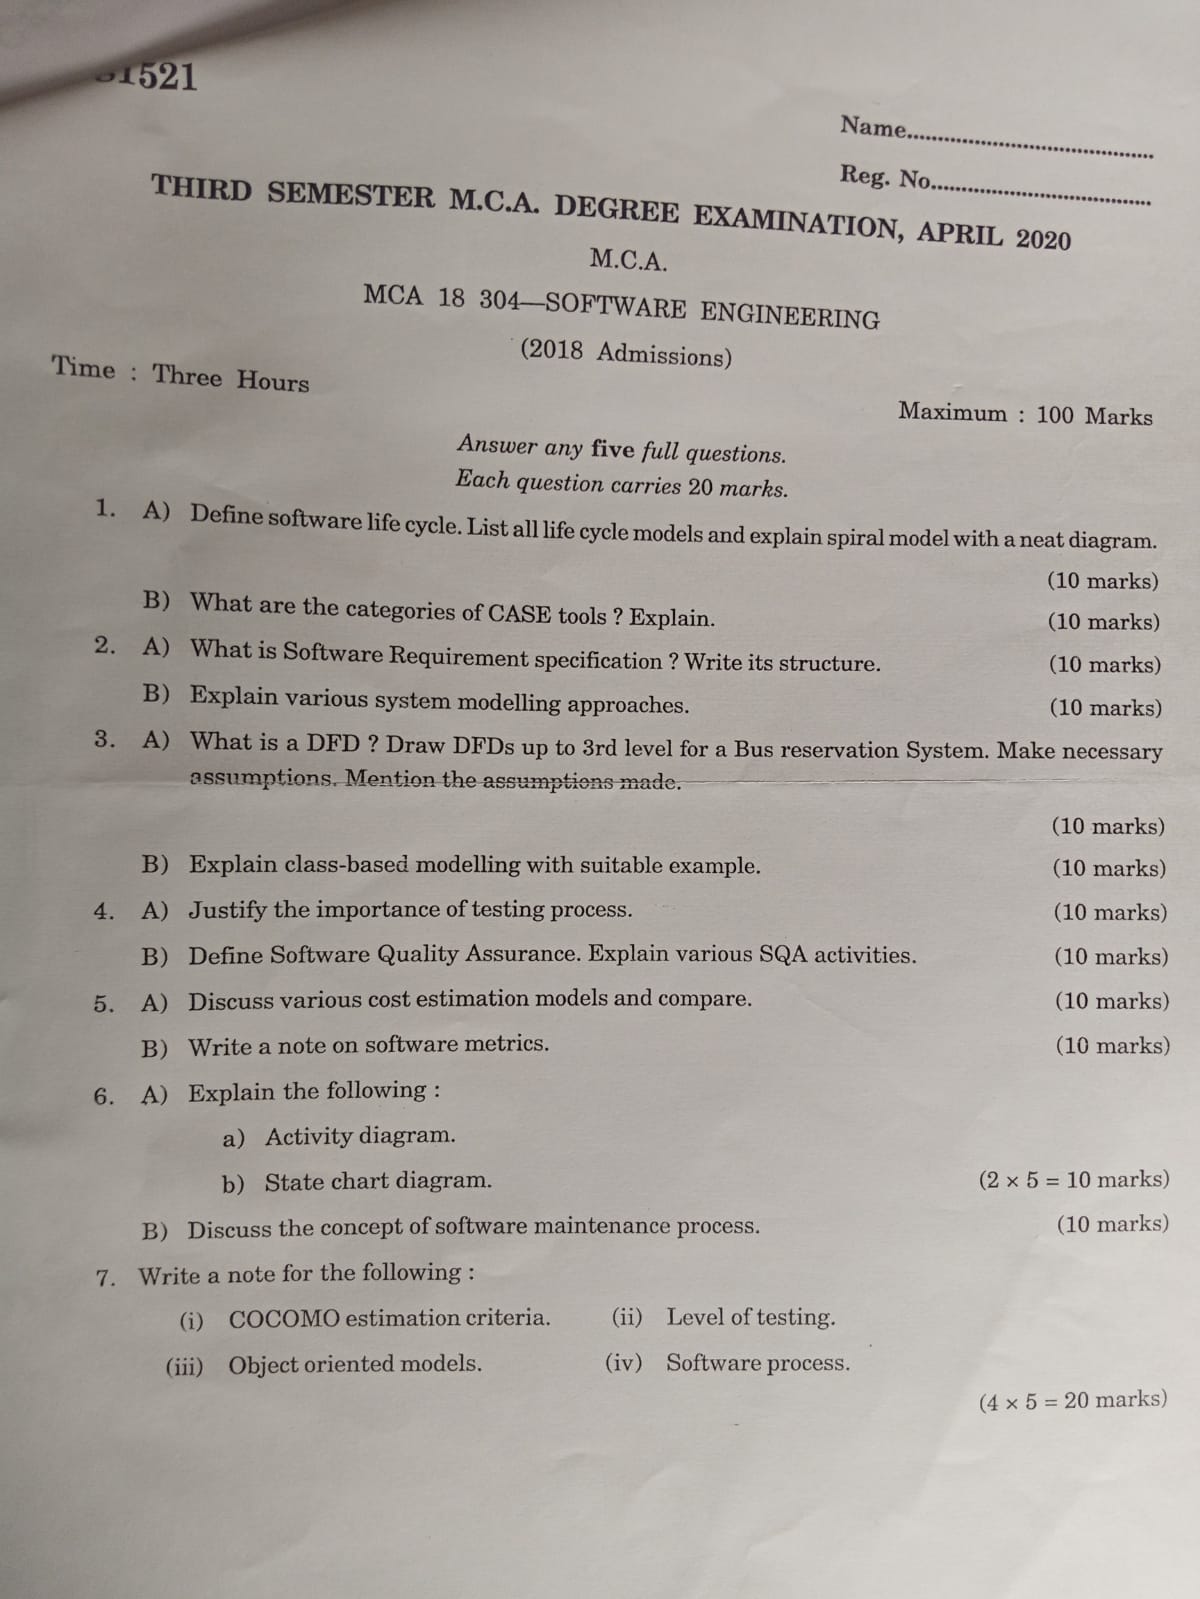 1521
Name
Reg. No.
THIRD SEMESTER M.C.A. DEGREE EXAMINATION, APRIL 2020
M.C.A.
MCA 18 304—SOFTWARE ENGINEERING
(2018 Admissions)
Time : Three Hours
Maximum : 100 Marks
Answer any five full questions.
Each question carries 20 marks.
1. A) Define software life cycle. List all life cycle models and explain spiral model with a neat diagram.
(10 marks)
B) What are the categories of CASE tools ? Explain. (10 marks)
2. A) What is Software Requirement specification ? Write its structure. (10 marks)
B) Explain various system modelling approaches. (10 marks)
3. A) What is a DFD ? Draw DFDs up to 3rd level for a Bus reservation System. Make necessary
assumptions. Mention the assumptions made.
(10 marks)
B) Explain class-based modelling with suitable example. (10 marks)
4. A) Justify the importance of testing process. (10 marks)
B) Define Software Quality Assurance. Explain various SQA activities. (10 marks)
5. A) Discuss various cost estimation models and compare. (10 marks)
B) Write a note on software metrics. (10 marks)
6. A) Explain the following :
a) Activity diagram.
b) State chart diagram. (2 × 5 = 10 marks)
B) Discuss the concept of software maintenance process. (10 marks)
7. Write a note for the following :
(i) COCOMO estimation criteria. (ii) Level of testing.
(iii) Object oriented models. (iv) Software process.
(4 × 5 = 20 marks)